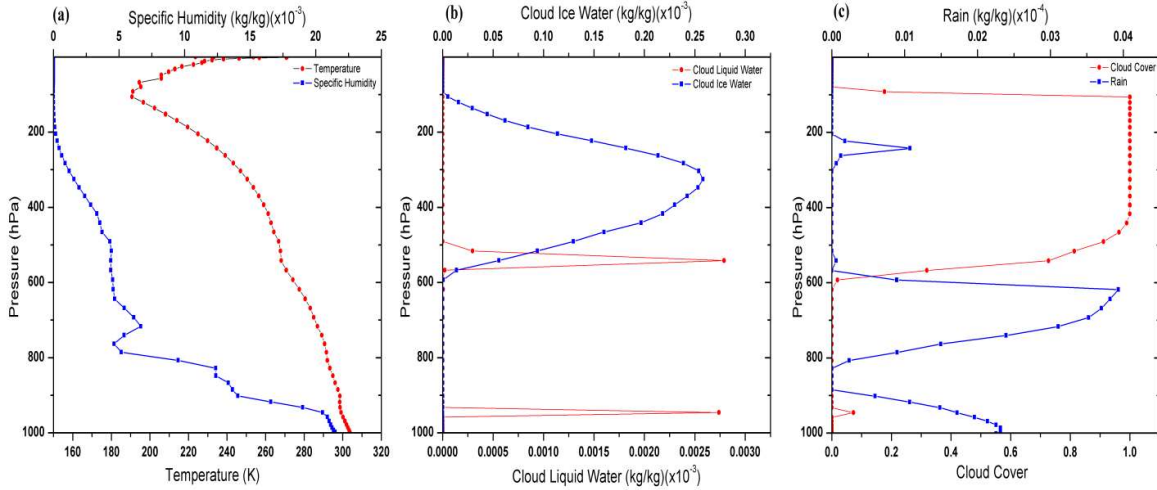 Specific Humidity (kg/kg)(x10-3)
0 5 10 15 20 25
(a)
Temperature
Specific Humidity
Pressure (hPa)
200
400
600
800
1000
160 180 200 220 240 260 280 300 320
Temperature (K)
Cloud Ice Water (kg/kg)(x10-3)
0.00 0.05 0.10 0.15 0.20 0.25 0.30
(b)
Cloud Liquid Water
Cloud Ice Water
Pressure (hPa)
200
400
600
800
1000
0.0000 0.0005 0.0010 0.0015 0.0020 0.0025 0.0030
Cloud Liquid Water (kg/kg)(x10-3)
Rain (kg/kg)(x10-4)
0.00 0.01 0.02 0.03 0.04
(c)
Cloud Cover
Rain
Pressure (hPa)
200
400
600
800
1000
0.0 0.2 0.4 0.6 0.8 1.0
Cloud Cover